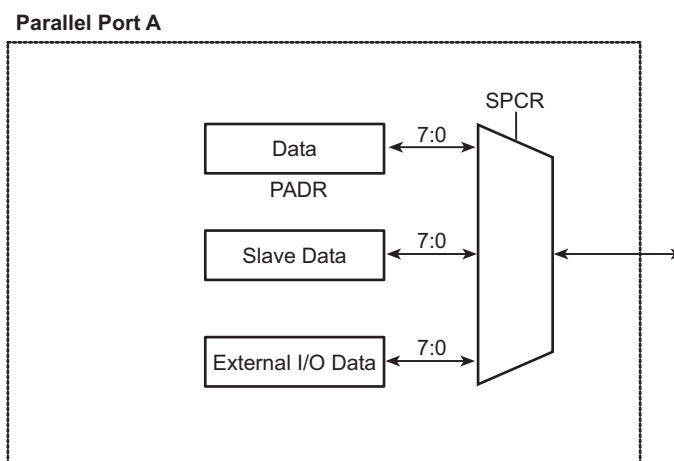 Parallel Port A
SPCR
Data
7:0
PADR
Slave Data
7:0
External I/O Data
7:0